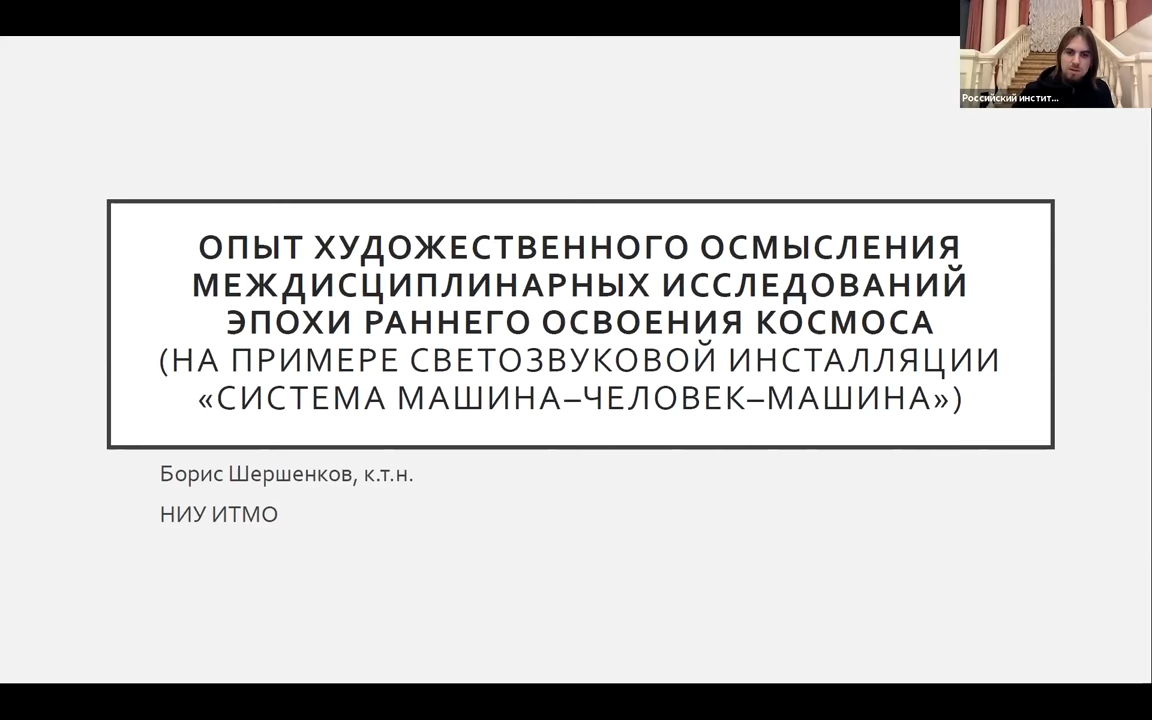 Российский инстит...
ОПЫТ ХУДОЖЕСТВЕННОГО ОСМЫСЛЕНИЯ
МЕЖДИСЦИПЛИНАРНЫХ ИССЛЕДОВАНИЙ
ЭПОХИ РАННЕГО ОСВОЕНИЯ КОСМОСА
(НА ПРИМЕРЕ СВЕТОЗВУКОВОЙ ИНСТАЛЛЯЦИИ
«СИСТЕМА МАШИНА–ЧЕЛОВЕК–МАШИНА»)
Борис Шершенков, к.т.н.
НИУ ИТМО